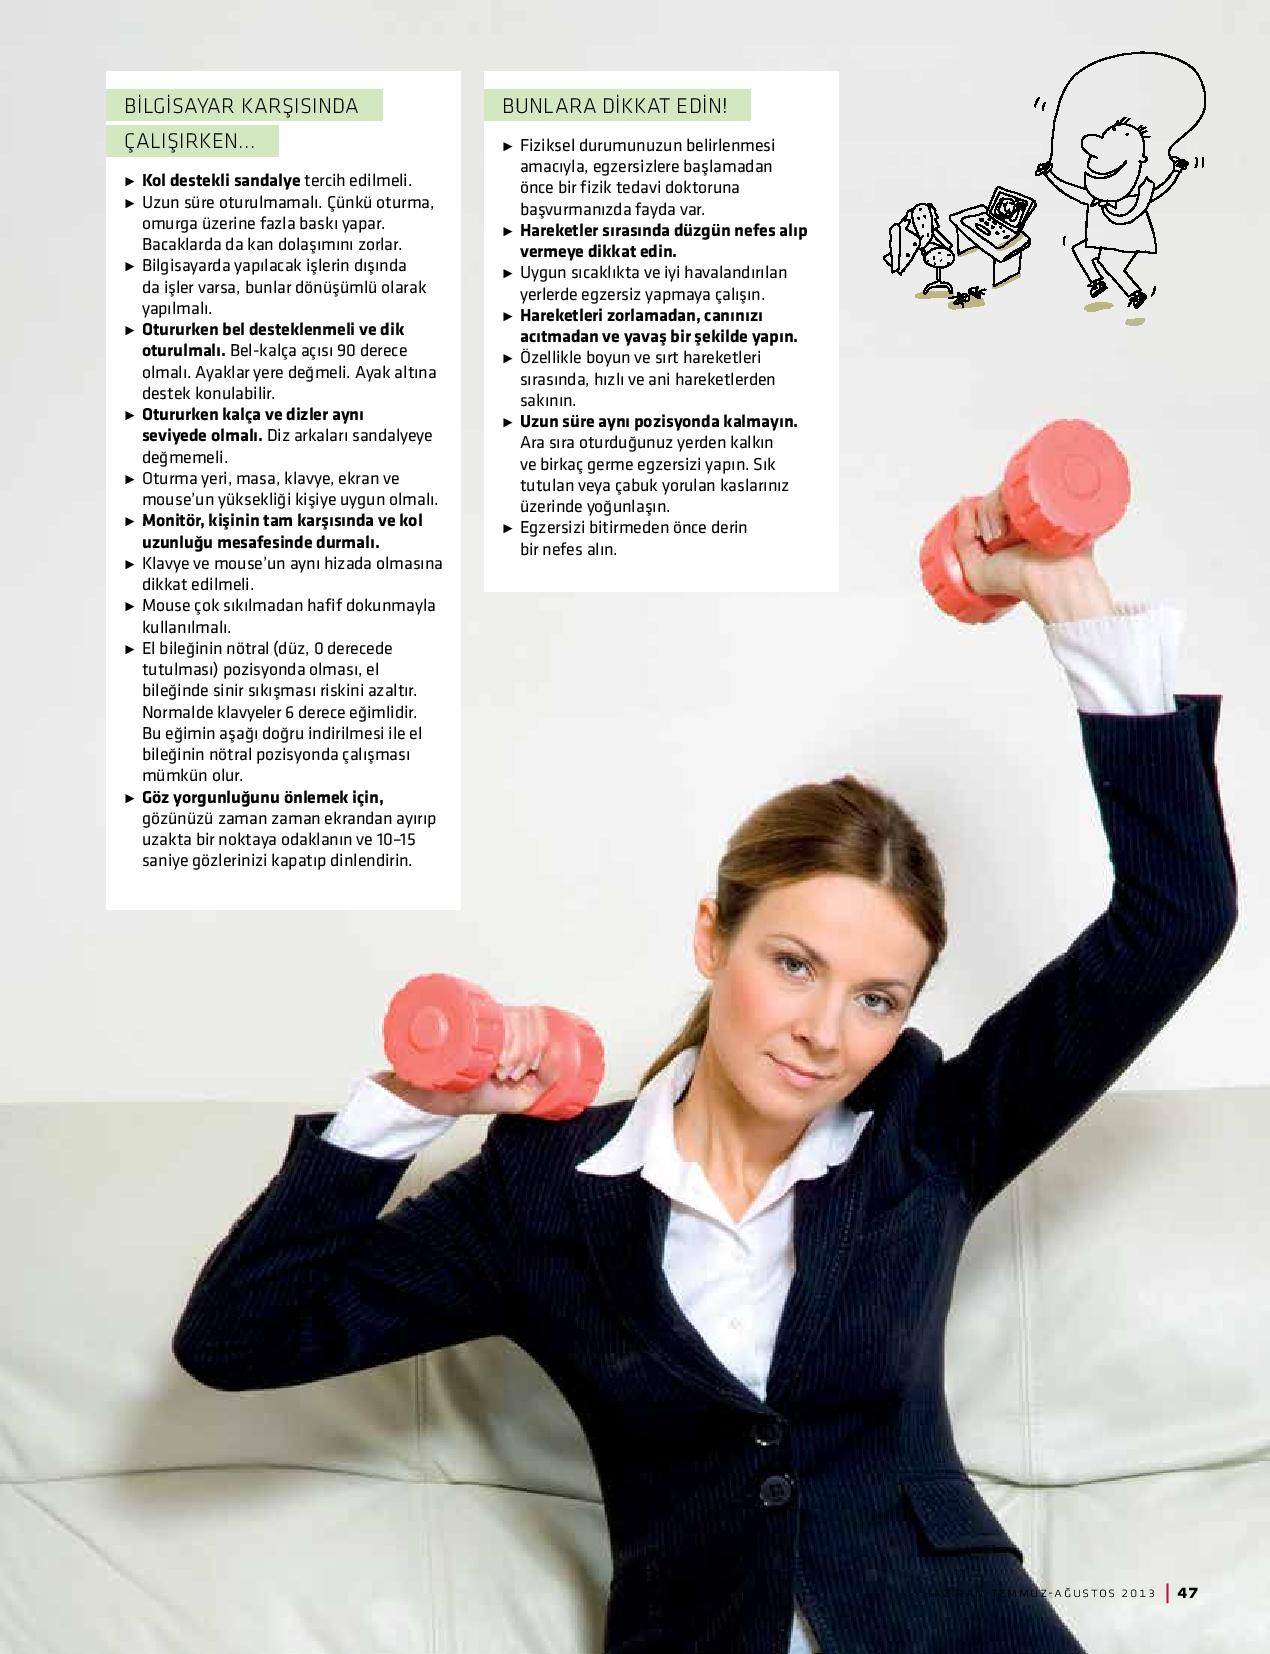 BİLGİSAYAR KARŞISINDA
ÇALIŞIRKEN...
► Kol destekli sandalye tercih edilmeli.
► Uzun süre oturulmamalı. Çünkü oturma,
omurga üzerine fazla baskı yapar.
Bacaklarda da kan dolaşımını zorlar.
► Bilgisayarda yapılacak işlerin dışında
da işler varsa, bunlar dönüşümlü olarak
yapılmalı.
► Otururken bel desteklenmeli ve dik
oturulmalı. Bel-kalça açısı 90 derece
olmalı. Ayaklar yere değmeli. Ayak altına
destek konulabilir.
► Otururken kalça ve dizler aynı
seviyede olmalı. Diz arkaları sandalyeye
değmemeli.
► Oturma yeri, masa, klavye, ekran ve
mouse'un yüksekliği kişiye uygun olmalı.
► Monitör, kişinin tam karşısında ve kol
uzunluğu mesafesinde durmalı.
► Klavye ve mouse'un aynı hizada olmasına
dikkat edilmeli.
► Mouse çok sıkılmadan hafif dokunmayla
kullanılmalı.
► El bileğinin nötral (düz, 0 derecede
tutulması) pozisyonda olması, el
bileğinde sinir sıkışması riskini azaltır.
Normalde klavyeler 6 derece eğimlidir.
Bu eğimin aşağı doğru indirilmesi ile el
bileğinin nötral pozisyonda çalışması
mümkün olur.
► Göz yorgunluğunu önlemek için,
gözünüzü zaman zaman ekrandan ayırıp
uzakta bir noktaya odaklanın ve 10–15
saniye gözlerinizi kapatıp dinlendirin.
BUNLARA DİKKAT EDİN!
► Fiziksel durumunuzun belirlenmesi
amacıyla, egzersizlere başlamadan
önce bir fizik tedavi doktoruna
başvurmanızda fayda var.
► Hareketler sırasında düzgün nefes alıp
vermeye dikkat edin.
► Uygun sıcaklıkta ve iyi havalandırılan
yerlerde egzersiz yapmaya çalışın.
► Hareketleri zorlamadan, canınızı
acıtmadan ve yavaş bir şekilde yapın.
► Özellikle boyun ve sırt hareketleri
sırasında, hızlı ve ani hareketlerden
sakının.
► Uzun süre aynı pozisyonda kalmayın.
Ara sıra oturduğunuz yerden kalkın
ve birkaç germe egzersizi yapın. Sık
tutulan veya çabuk yorulan kaslarınız
üzerinde yoğunlaşın.
► Egzersizi bitirmeden önce derin
bir nefes alın.
TEMMUZ-AĞUSTOS 2013 | 47